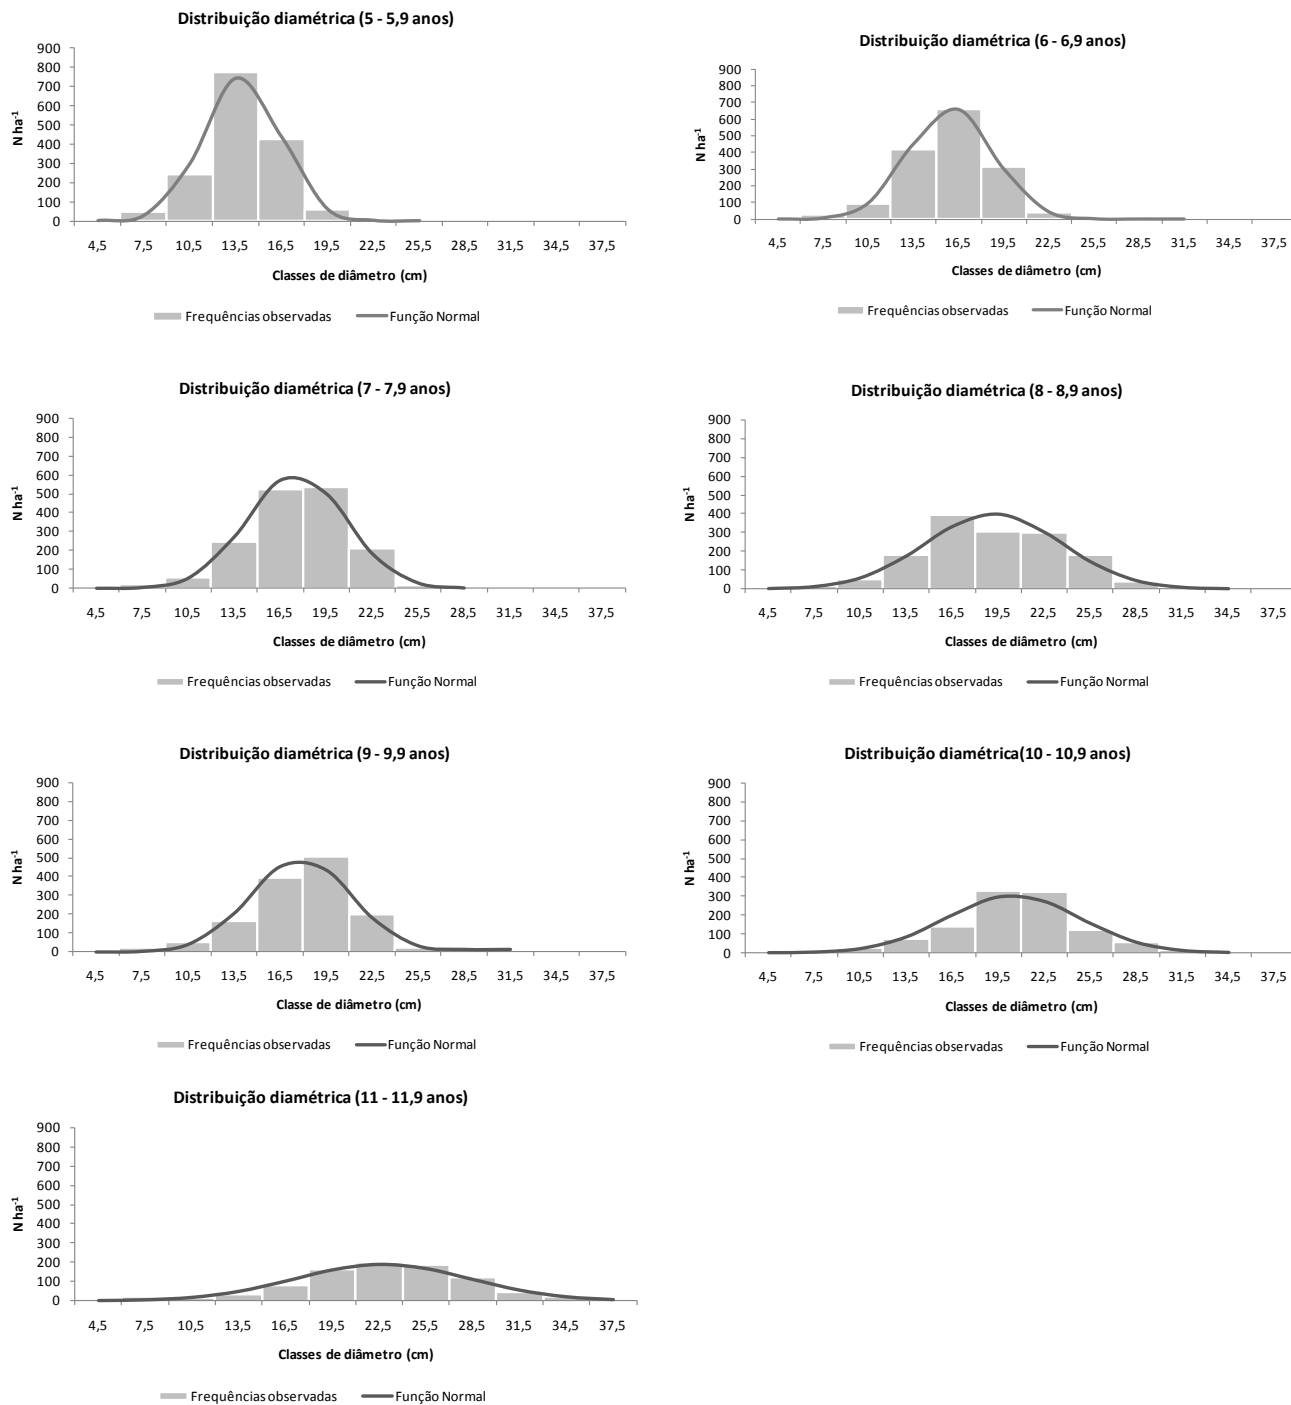 Distribuição diamétrica (5 - 5,9 anos)
900
800
700
600
500
400
300
200
100
0
N ha-1
4,5 7,5 10,5 13,5 16,5 19,5 22,5 25,5 28,5 31,5 34,5 37,5
Classes de diâmetro (cm)
Frequências observadas Função Normal
Distribuição diamétrica (6 - 6,9 anos)
900
800
700
600
500
400
300
200
100
0
N ha-1
4,5 7,5 10,5 13,5 16,5 19,5 22,5 25,5 28,5 31,5 34,5 37,5
Classes de diâmetro (cm)
Frequências observadas Função Normal
Distribuição diamétrica (7 - 7,9 anos)
900
800
700
600
500
400
300
200
100
0
N ha-1
4,5 7,5 10,5 13,5 16,5 19,5 22,5 25,5 28,5 31,5 34,5 37,5
Classes de diâmetro (cm)
Frequências observadas Função Normal
Distribuição diamétrica (8 - 8,9 anos)
900
800
700
600
500
400
300
200
100
0
N ha-1
4,5 7,5 10,5 13,5 16,5 19,5 22,5 25,5 28,5 31,5 34,5 37,5
Classes de diâmetro (cm)
Frequências observadas Função Normal
Distribuição diamétrica (9 - 9,9 anos)
900
800
700
600
500
400
300
200
100
0
N ha-1
4,5 7,5 10,5 13,5 16,5 19,5 22,5 25,5 28,5 31,5 34,5 37,5
Classe de diâmetro (cm)
Frequências observadas Função Normal
Distribuição diamétrica(10 - 10,9 anos)
900
800
700
600
500
400
300
200
100
0
N ha-1
4,5 7,5 10,5 13,5 16,5 19,5 22,5 25,5 28,5 31,5 34,5 37,5
Classes de diâmetro (cm)
Frequências observadas Função Normal
Distribuição diamétrica (11 - 11,9 anos)
900
800
700
600
500
400
300
200
100
0
N ha-1
4,5 7,5 10,5 13,5 16,5 19,5 22,5 25,5 28,5 31,5 34,5 37,5
Classes de diâmetro (cm)
Frequências observadas Função Normal